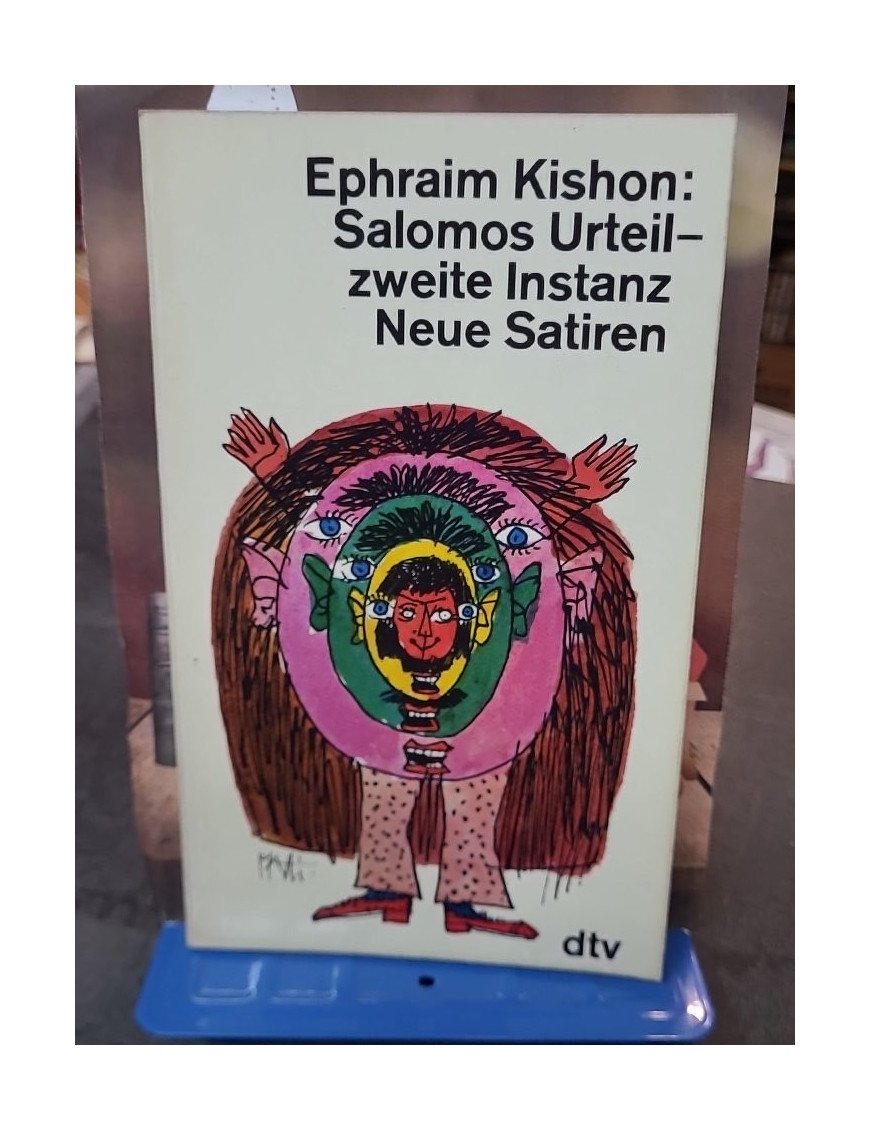 Ephraim Kishon:
Salomos Urteil–
zweite Instanz
Neue Satiren
dtv